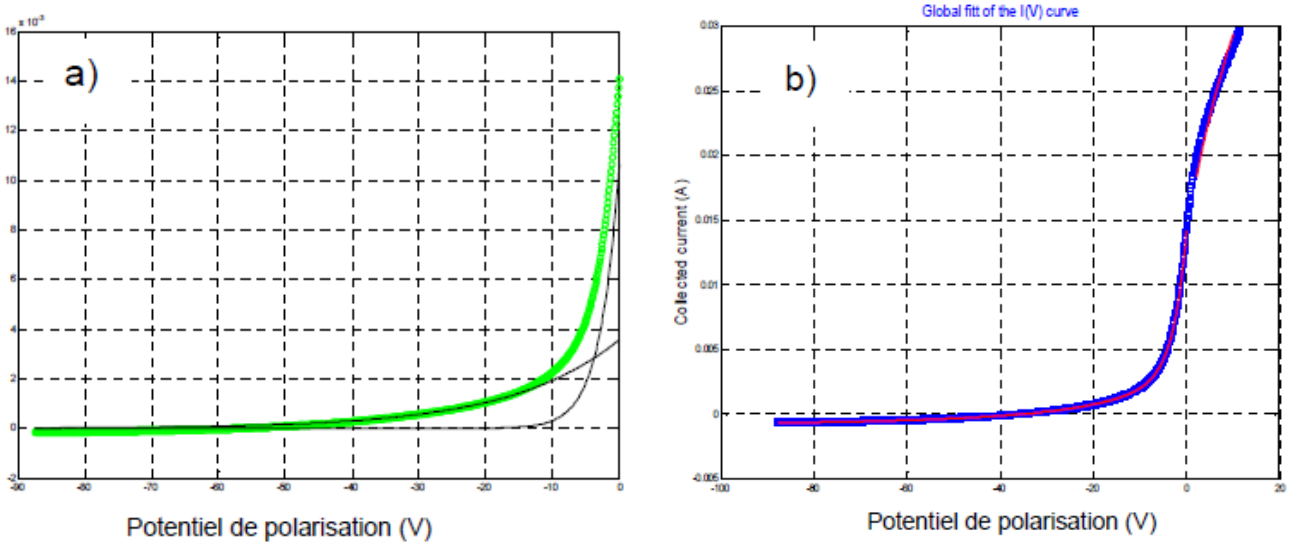 x 10⁻³
16
14
12
10
8
6
4
2
0
-2
-90 -80 -70 -60 -50 -40 -30 -20 -10 0
a)
Potentiel de polarisation (V)
Global fitt of the I(V) curve
0.03
0.025
0.02
0.015
0.01
0.005
0
-0.005
-100 -80 -60 -40 -20 0 20
b)
Collected current (A)
Potentiel de polarisation (V)